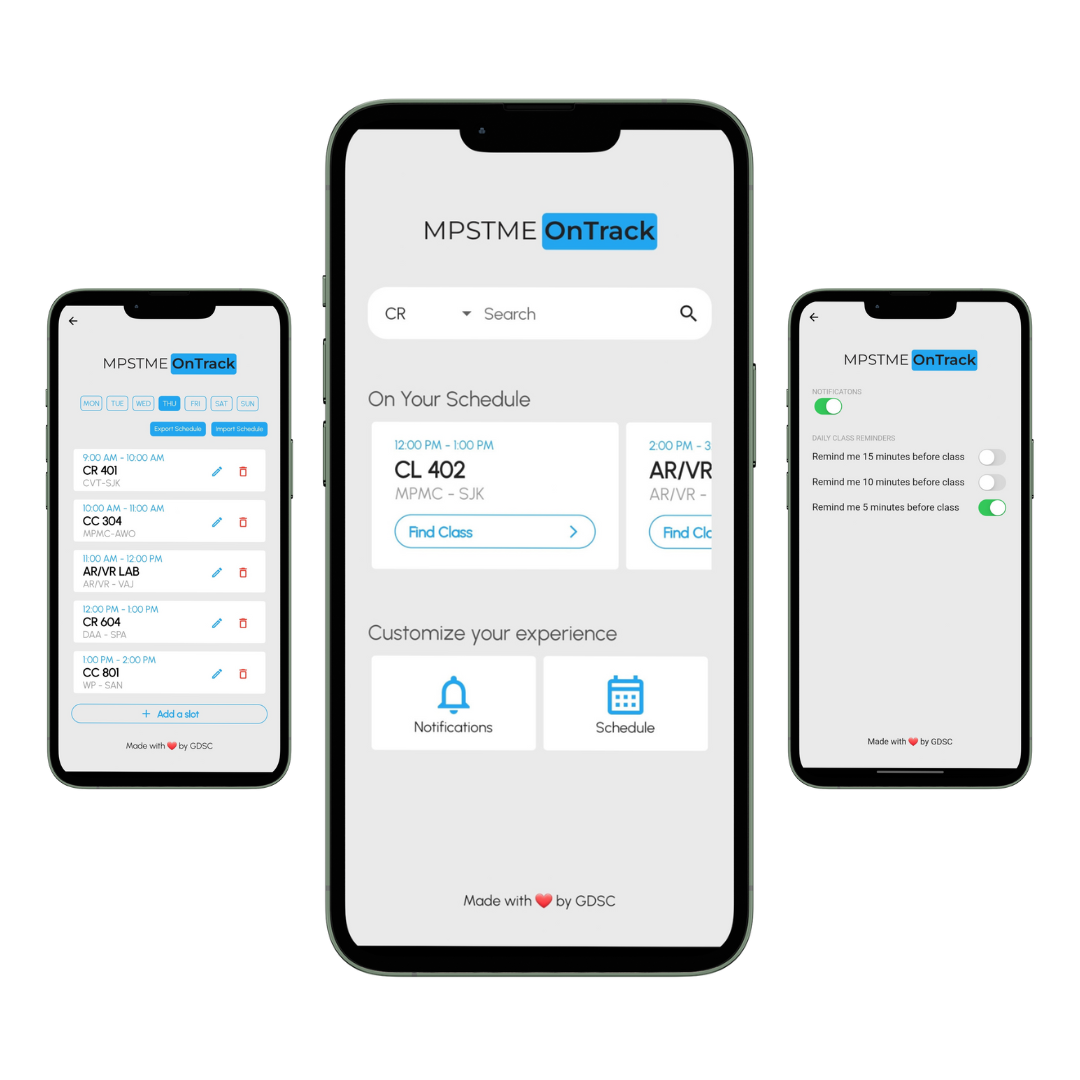 MPSTME OnTrack
MON TUE WED THU FRI SAT SUN
Export Schedule Import Schedule
9:00 AM - 10:00 AM
CR 401
CVT-SJK
10:00 AM - 11:00 AM
CC 304
MPMC-AWO
11:00 AM - 12:00 PM
AR/VR LAB
AR/VR - VAJ
12:00 PM - 1:00 PM
CR 604
DAA - SPA
1:00 PM - 2:00 PM
CC 801
WP - SAN
+ Add a slot
Made with ❤️ by GDSC
MPSTME OnTrack
CR Search
On Your Schedule
12:00 PM - 1:00 PM
CL 402
MPMC - SJK
Find Class
2:00 PM - 3
AR/VR
AR/VR -
Find Cla
Customize your experience
Notifications Schedule
Made with ❤️ by GDSC
MPSTME OnTrack
NOTIFICATONS
DAILY CLASS REMINDERS
Remind me 15 minutes before class
Remind me 10 minutes before class
Remind me 5 minutes before class
Made with ❤️ by GDSC